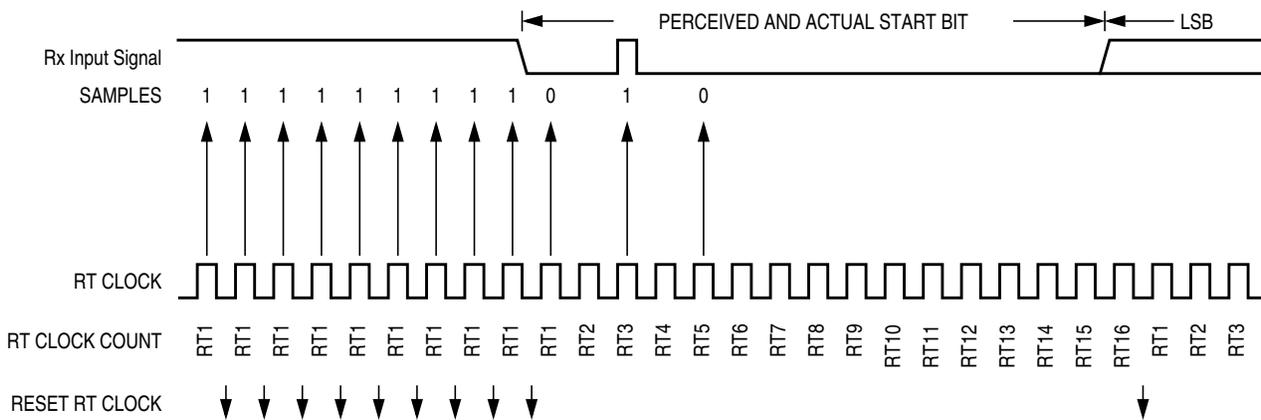 PERCEIVED AND ACTUAL START BIT LSB
Rx Input Signal
SAMPLES 1 1 1 1 1 1 1 1 1 0 1 0
RT CLOCK
RT CLOCK COUNT RT1 RT1 RT1 RT1 RT1 RT1 RT1 RT1 RT1 RT1 RT2 RT3 RT4 RT5 RT6 RT7 RT8 RT9 RT10 RT11 RT12 RT13 RT14 RT15 RT16 RT1 RT2 RT3
RESET RT CLOCK